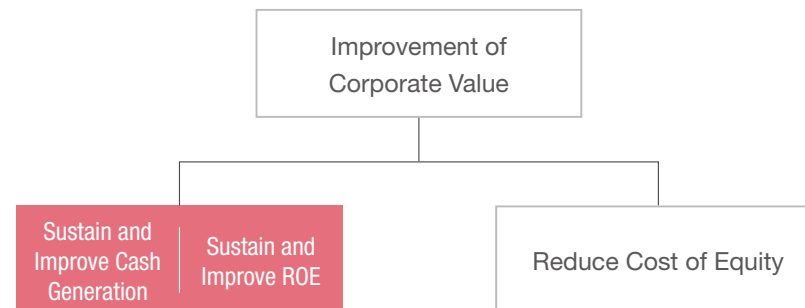 Improvement of
Corporate Value
Sustain and
Improve Cash
Generation
Sustain and
Improve ROE
Reduce Cost of Equity